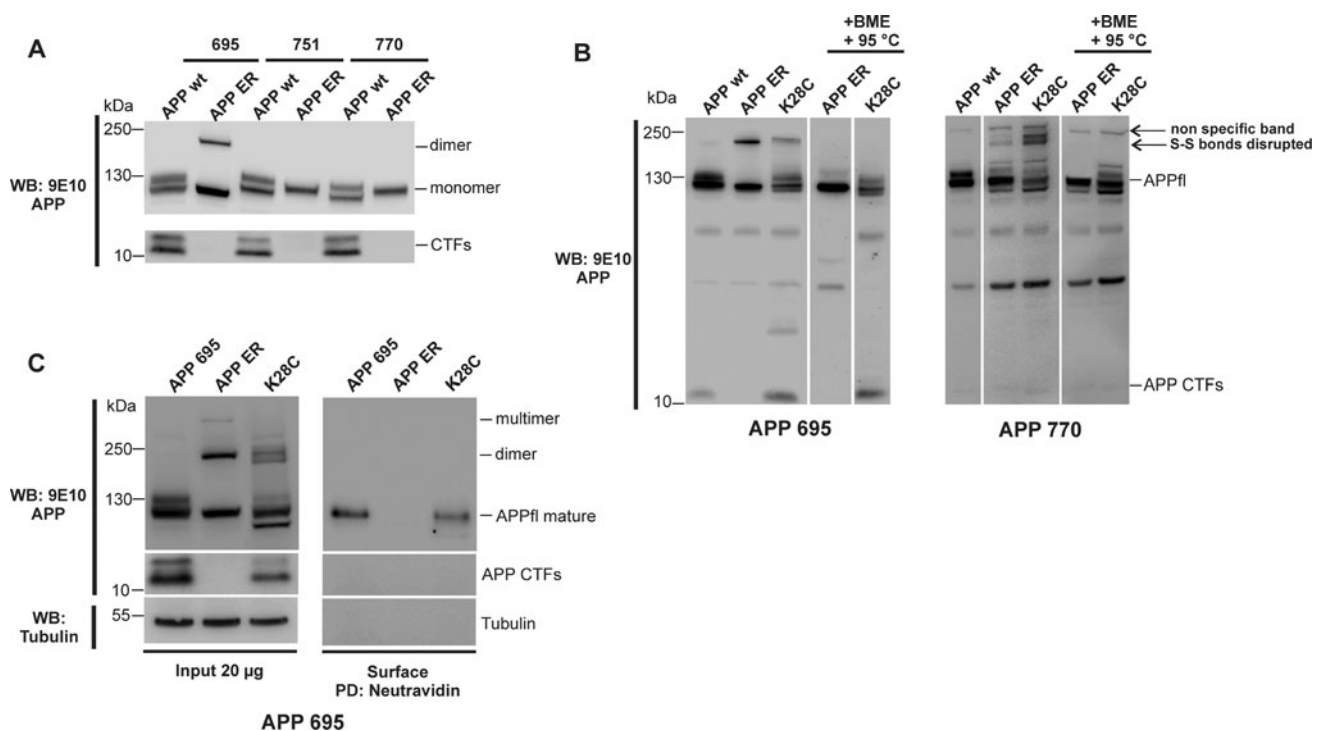 A
695 751 770
APP wt APP ER APP wt APP ER APP wt APP ER
kDa
250
130
10
WB: 9E10
APP
dimer
monomer
CTFs
B
+BME
+ 95 °C
+BME
+ 95 °C
APP wt APP ER K28C APP ER K28C
APP wt APP ER K28C APP ER K28C
kDa
250
130
10
WB: 9E10
APP
non specific band
S-S bonds disrupted
APPfl
APP CTFs
APP 695
APP 770
C
APP 695 APP ER K28C
APP 695 APP ER K28C
kDa
250
130
10
55
WB: 9E10
APP
WB:
Tubulin
multimer
dimer
APPfl mature
APP CTFs
Tubulin
Input 20 µg
Surface
PD: Neutravidin
APP 695